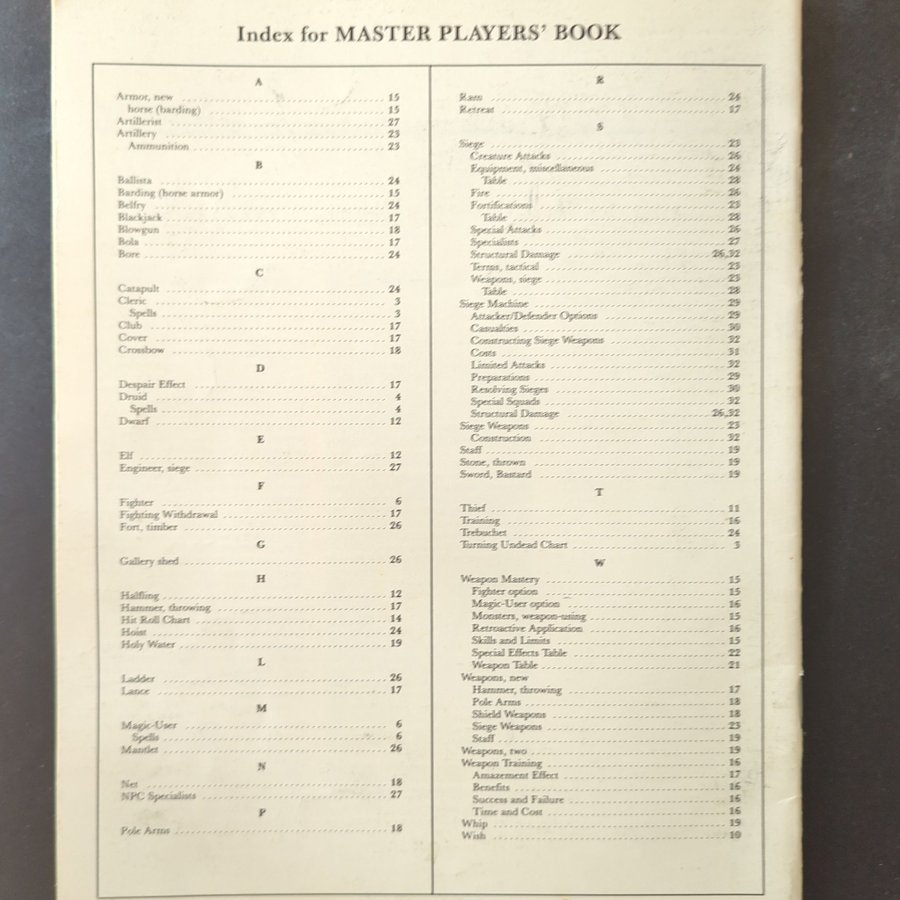 Index for MASTER PLAYERS' BOOK
A
Armor, new 15
horse (barding) 15
Artillerist 27
Artillery 23
Ammunition 23
B
Ballista 24
Barding (horse armor) 15
Belfry 24
Blackjack 17
Blowgun 18
Bola 17
Bore 24
C
Catapult 24
Cleric 3
Spells 3
Club 17
Cover 17
Crossbow 18
D
Despair Effect 17
Druid 4
Spells 4
Dwarf 12
E
Elf 12
Engineer, siege 27
F
Fighter 6
Fighting Withdrawal 17
Fort, timber 26
G
Gallery shed 26
H
Halfling 12
Hammer, throwing 17
Hit Roll Chart 14
Hoist 24
Holy Water 19
L
Ladder 26
Lance 17
M
Magic-User 6
Spells 6
Mantlet 26
N
Net 18
NPC Specialists 27
P
Pole Arms 18
R
Ram 24
Retreat 17
S
Siege 23
Creature Attacks 26
Equipment, miscellaneous 24
Table 28
Fire 26
Fortifications 23
Table 28
Special Attacks 26
Specialists 27
Structural Damage 26,32
Terms, tactical 23
Weapons, siege 23
Table 28
Siege Machine 29
Attacker/Defender Options 29
Casualties 30
Constructing Siege Weapons 32
Costs 31
Limited Attacks 32
Preparations 29
Resolving Sieges 30
Special Squads 32
Structural Damage 26,32
Siege Weapons 23
Construction 32
Staff 19
Stone, thrown 19
Sword, Bastard 19
T
Thief 11
Training 16
Trebuchet 24
Turning Undead Chart 3
W
Weapon Mastery 15
Fighter option 15
Magic-User option 16
Monsters, weapon-using 15
Retroactive Application 16
Skills and Limits 15
Special Effects Table 22
Weapon Table 21
Weapons, new
Hammer, throwing 17
Pole Arms 18
Shield Weapons 18
Siege Weapons 23
Staff 19
Weapons, two 19
Weapon Training 16
Amazement Effect 17
Benefits 16
Success and Failure 16
Time and Cost 16
Whip 19
Wish 10